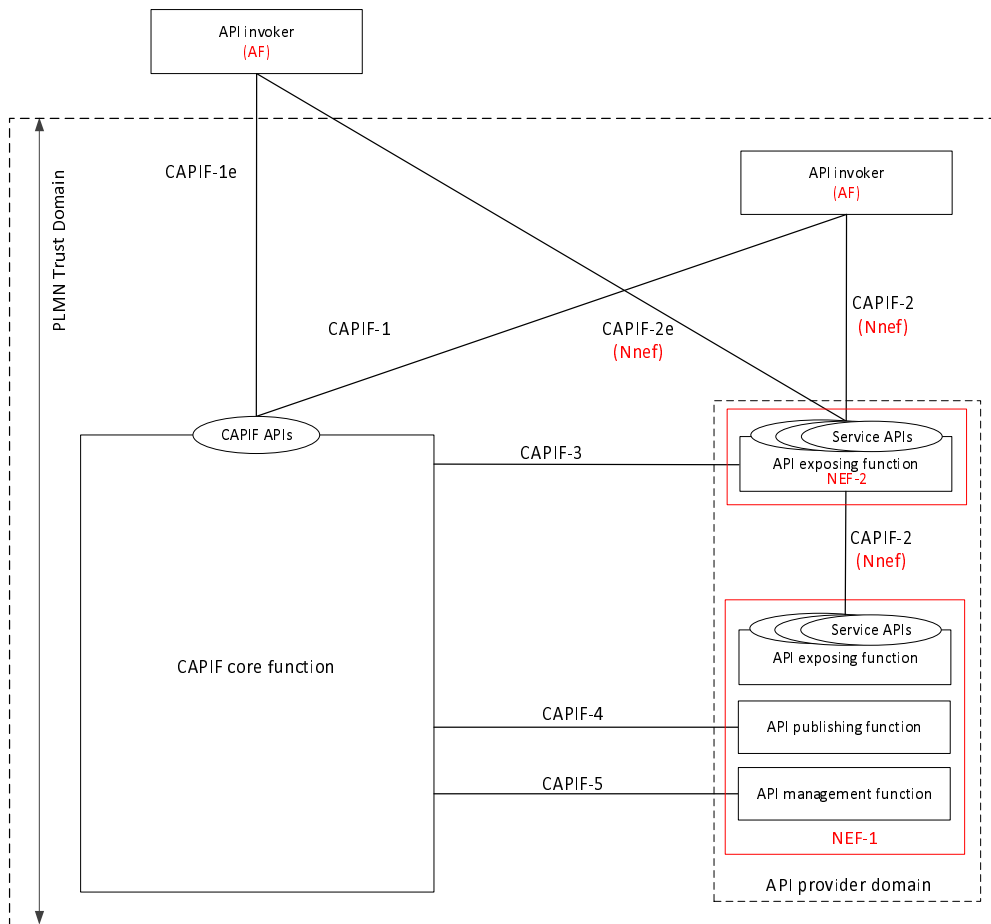 API invoker
(AF)
CAPIF-1e
API invoker
(AF)
PLMN Trust Domain
CAPIF-1
CAPIF-2e
(Nnef)
CAPIF-2
(Nnef)
CAPIF APIs
Service APIs
CAPIF-3
API exposing function
NEF-2
CAPIF-2
(Nnef)
Service APIs
API exposing function
CAPIF core function
CAPIF-4
API publishing function
CAPIF-5
API management function
NEF-1
API provider domain